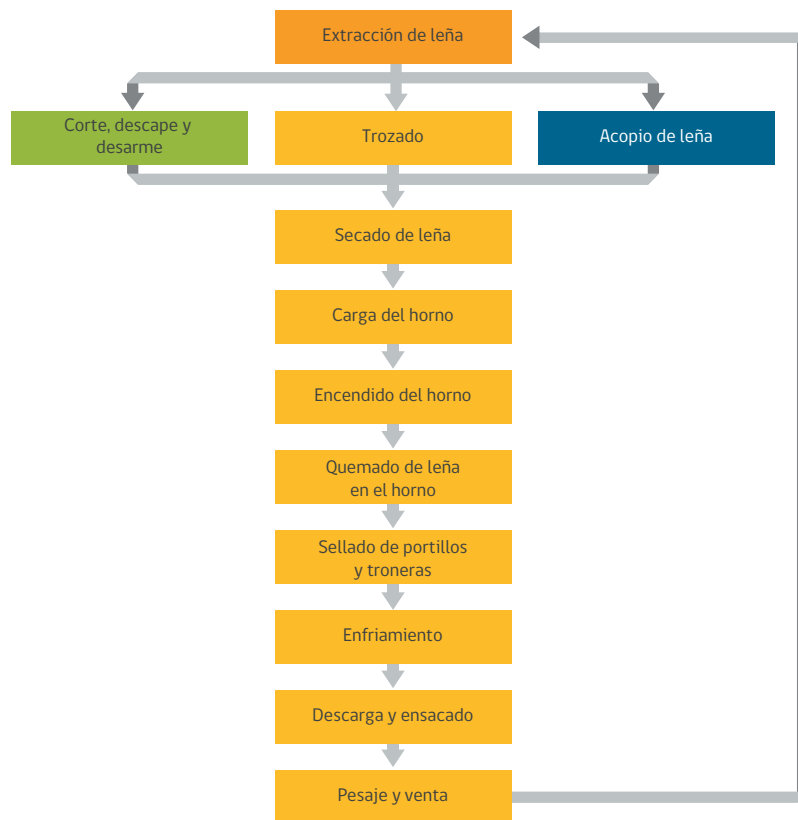 Extracción de leña
Corte, descape y
desarme
Trozado
Acopio de leña
Secado de leña
Carga del horno
Encendido del horno
Quemado de leña
en el horno
Sellado de portillos
y troneras
Enfriamiento
Descarga y ensacado
Pesaje y venta